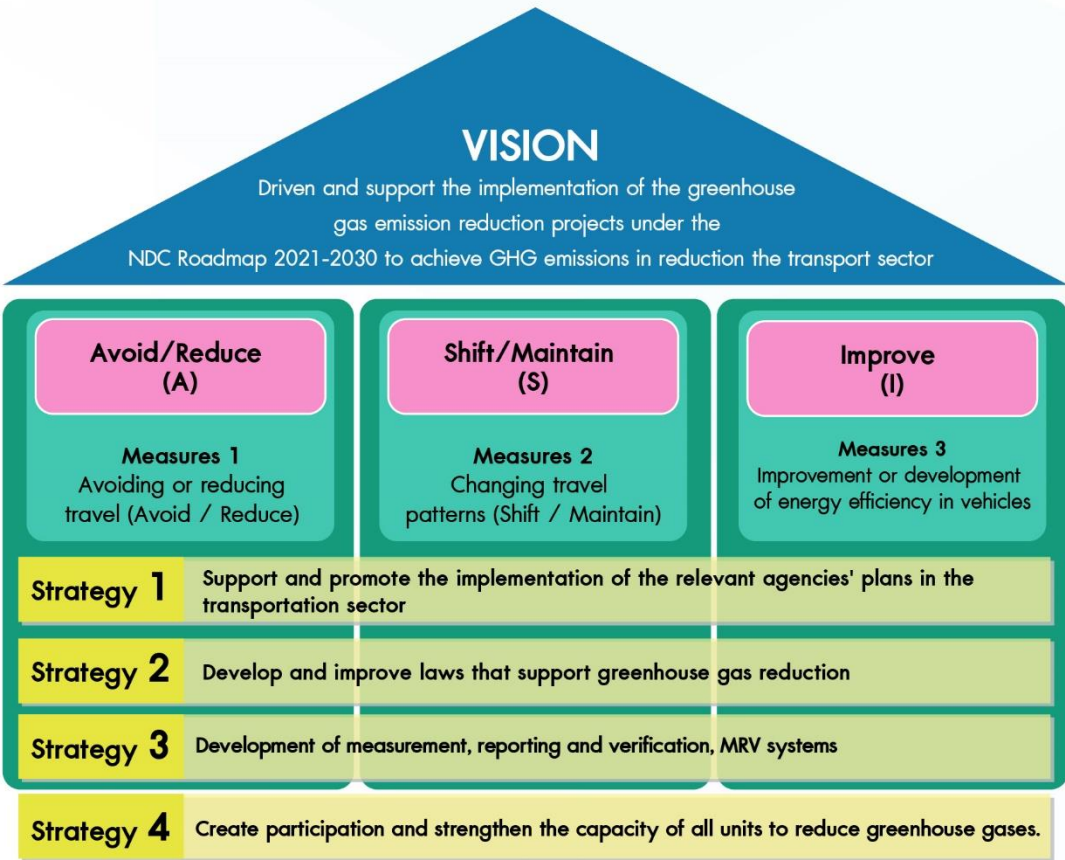 VISION
Driven and support the implementation of the greenhouse
gas emission reduction projects under the
NDC Roadmap 2021-2030 to achieve GHG emissions in reduction the transport sector
Avoid/Reduce
(A)
Measures 1
Avoiding or reducing
travel (Avoid / Reduce)
Shift/Maintain
(S)
Measures 2
Changing travel
patterns (Shift / Maintain)
Improve
(I)
Measures 3
Improvement or development
of energy efficiency in vehicles
Strategy 1
Support and promote the implementation of the relevant agencies' plans in the
transportation sector
Strategy 2
Develop and improve laws that support greenhouse gas reduction
Strategy 3
Development of measurement, reporting and verification, MRV systems
Strategy 4
Create participation and strengthen the capacity of all units to reduce greenhouse gases.